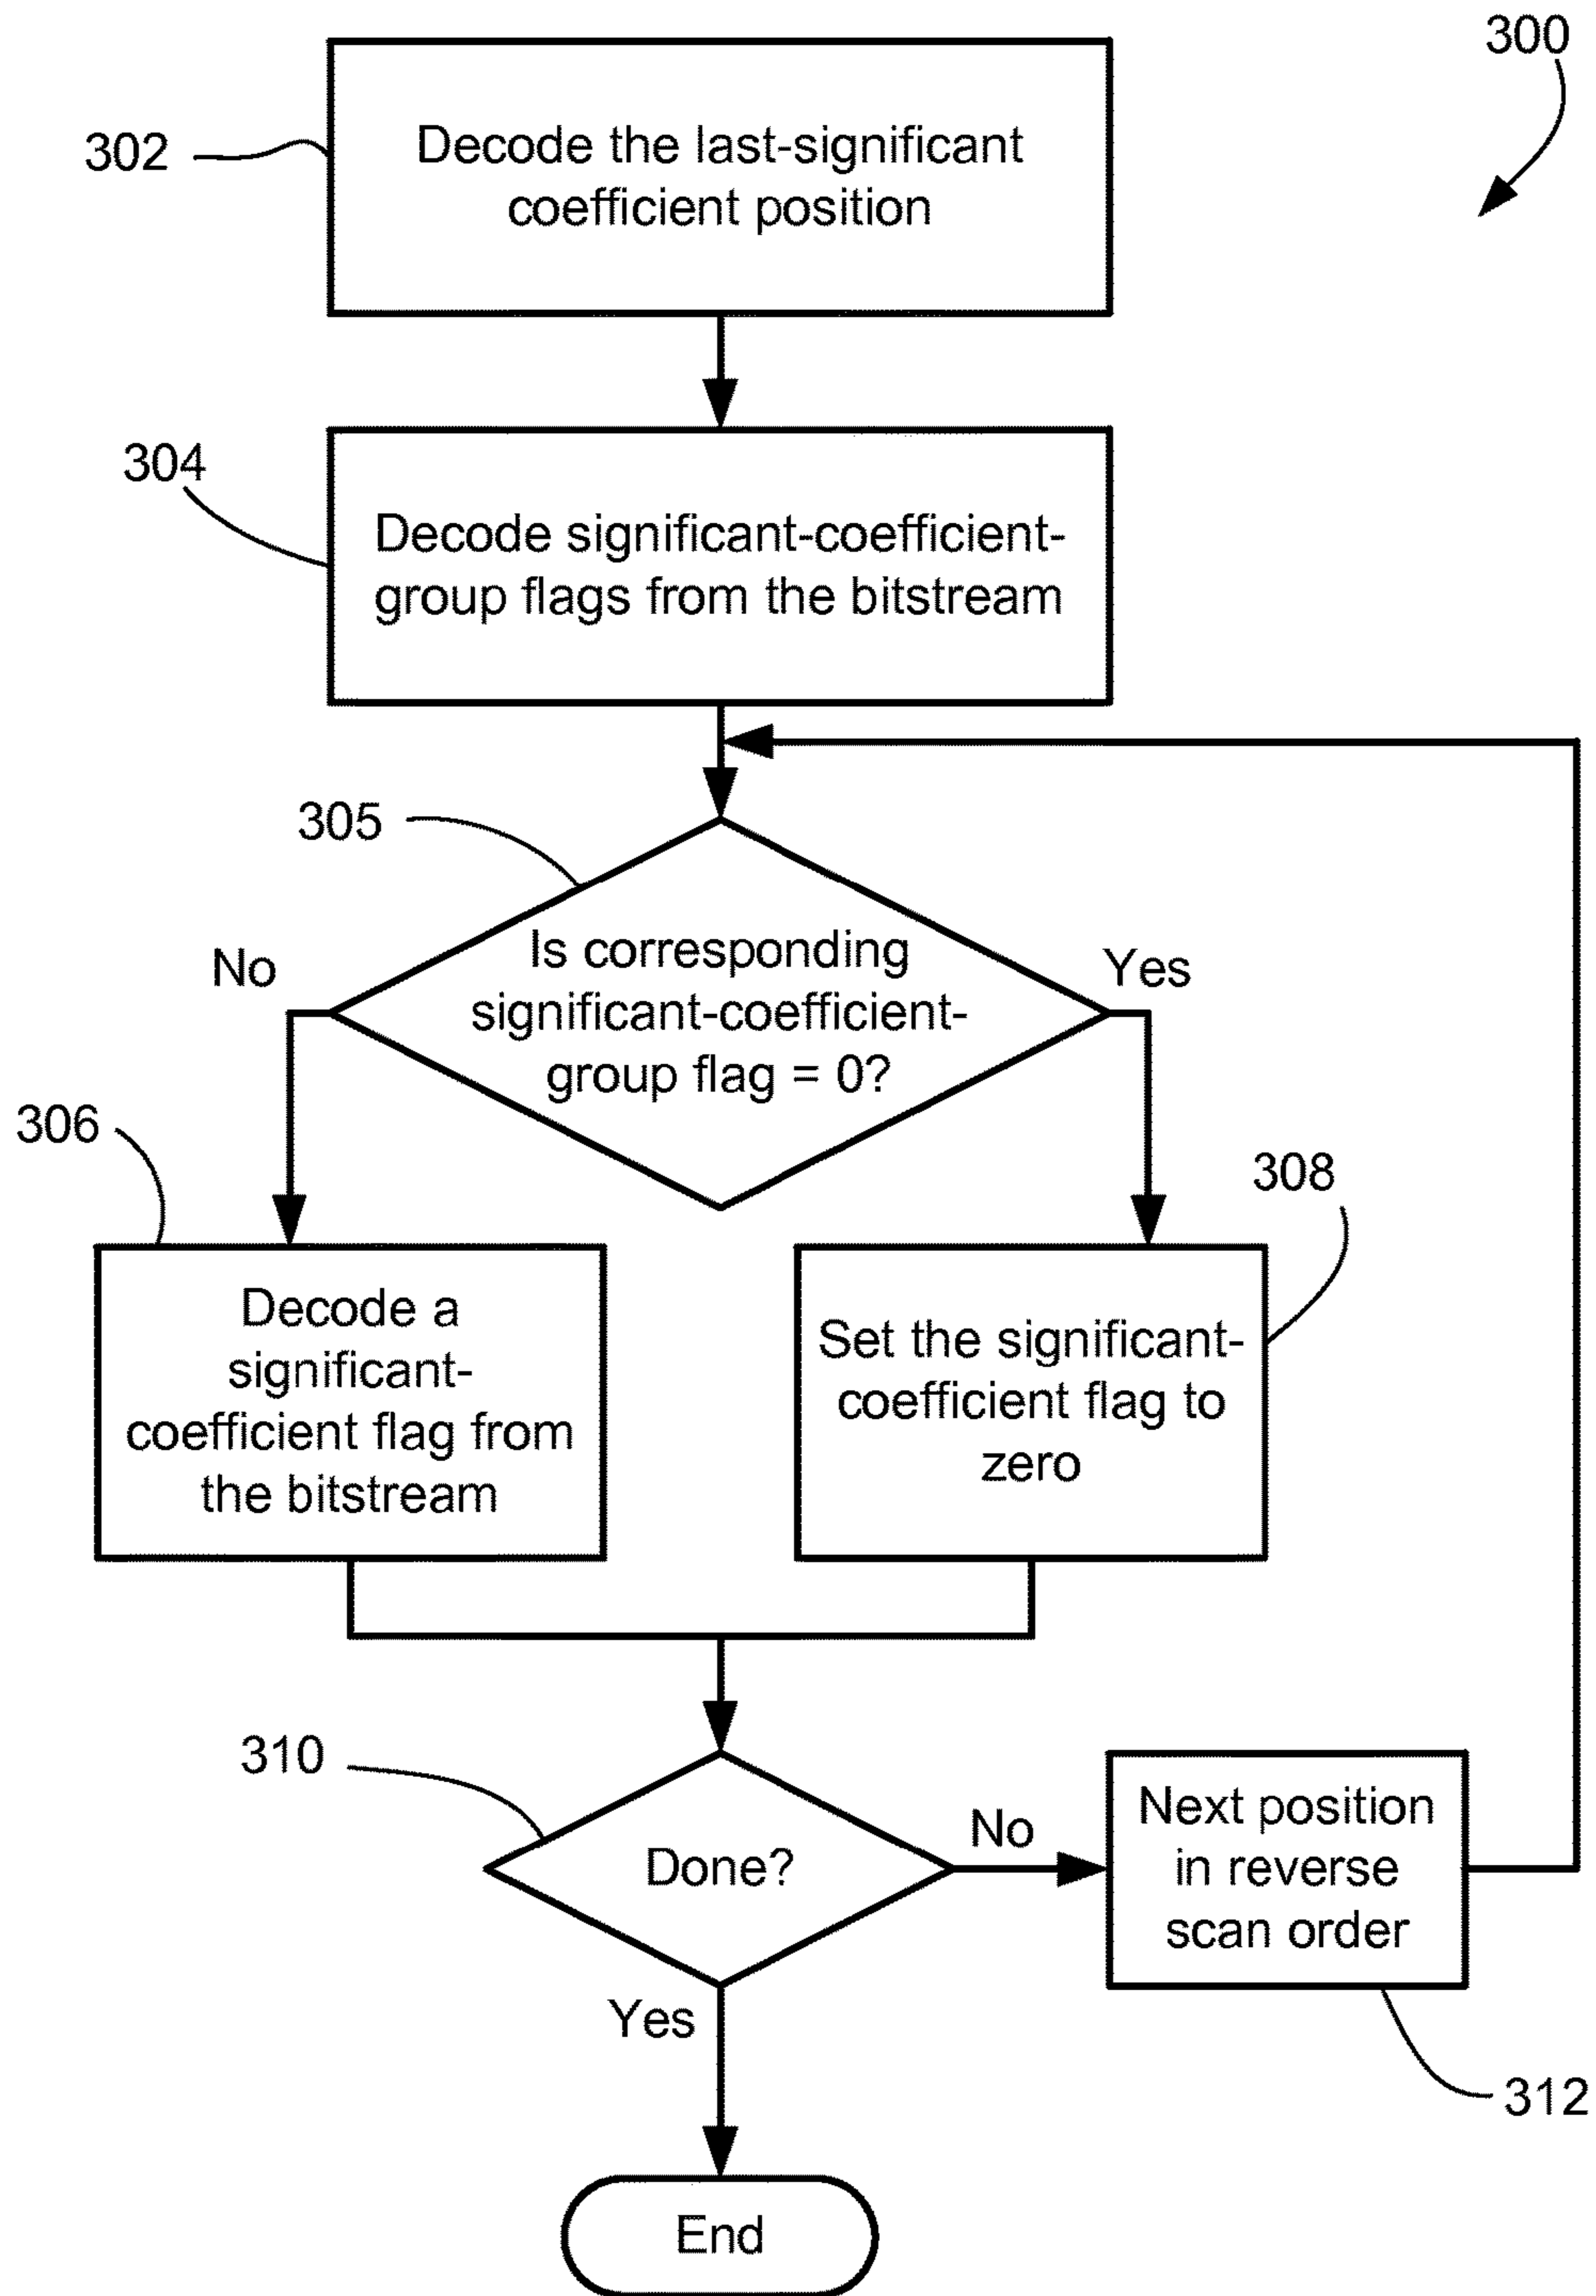 300
302
Decode the last-significant
coefficient position
304
Decode significant-coefficient-
group flags from the bitstream
305
No
Is corresponding
significant-coefficient-
group flag = 0?
Yes
306
308
Decode a
significant-
coefficient flag from
the bitstream
Set the significant-
coefficient flag to
zero
310
Done?
No
Next position
in reverse
scan order
Yes
312
End